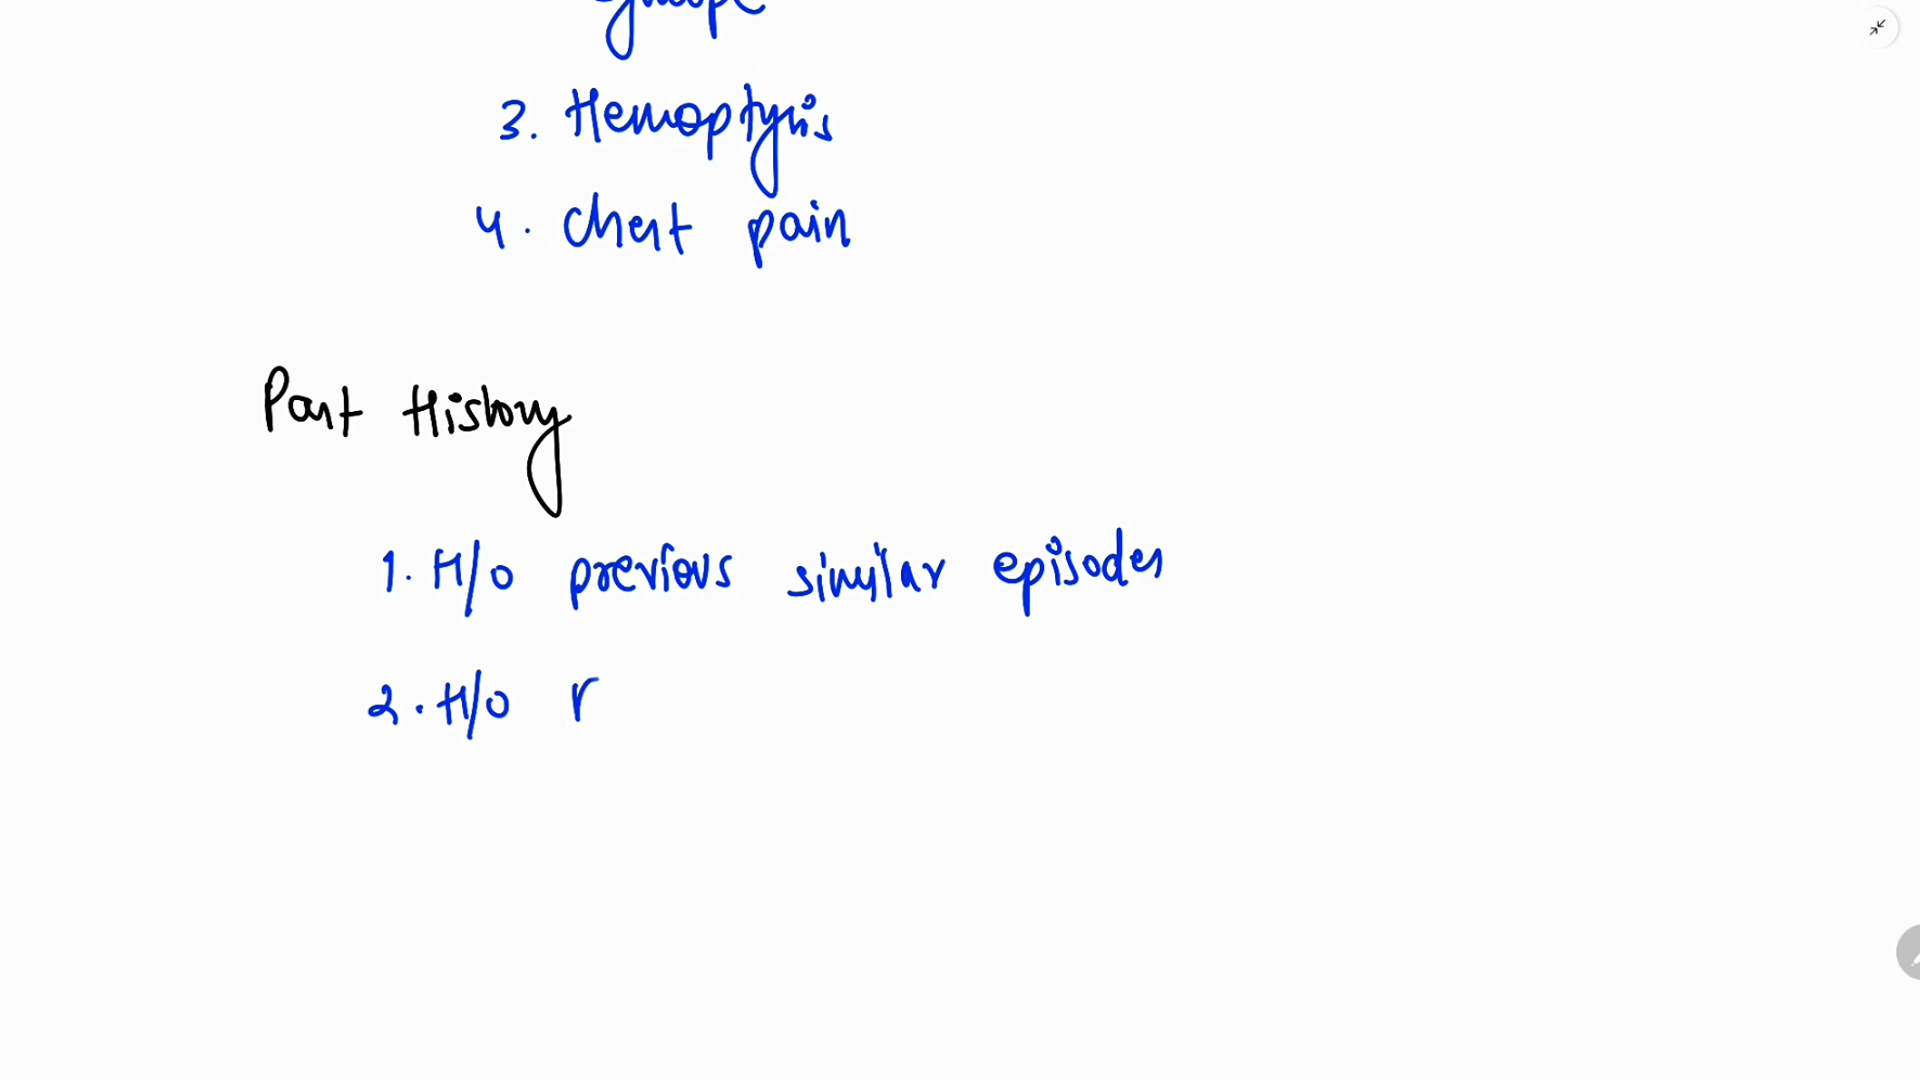 3. Hemoptysis
4. Chest pain
Past History
1. H/O previous similar episodes
2. H/O r